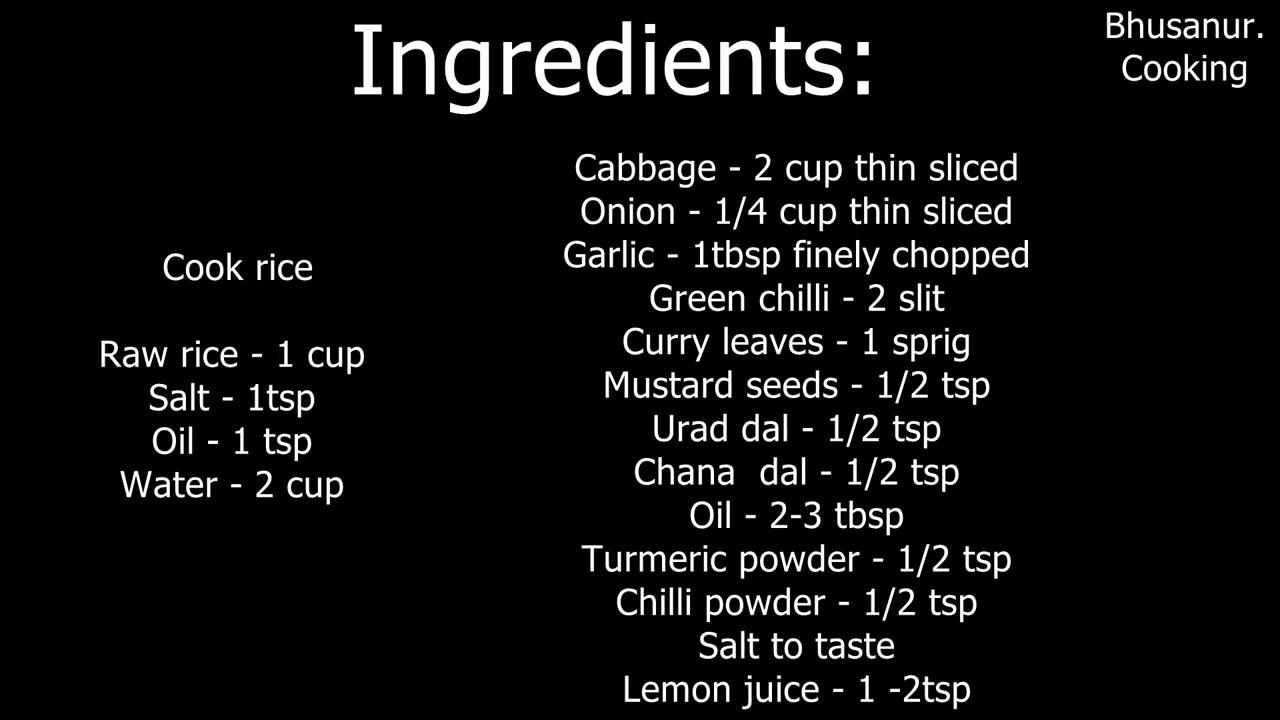 Ingredients:
Bhusanur.
Cooking
Cook rice
Raw rice - 1 cup
Salt - 1tsp
Oil - 1 tsp
Water - 2 cup
Cabbage - 2 cup thin sliced
Onion - 1/4 cup thin sliced
Garlic - 1tbsp finely chopped
Green chilli - 2 slit
Curry leaves - 1 sprig
Mustard seeds - 1/2 tsp
Urad dal - 1/2 tsp
Chana  dal - 1/2 tsp
Oil - 2-3 tbsp
Turmeric powder - 1/2 tsp
Chilli powder - 1/2 tsp
Salt to taste
Lemon juice - 1 -2tsp